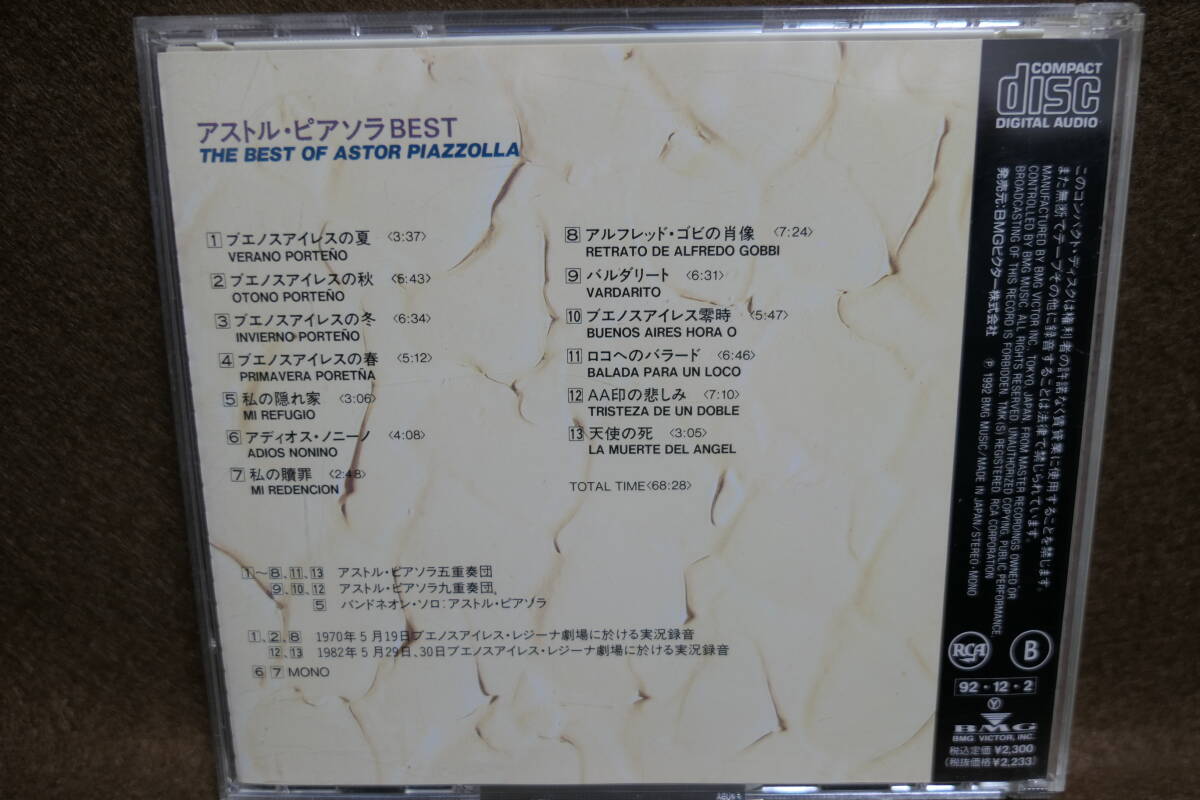 アストル・ピアソラBEST
THE BEST OF ASTOR PIAZZOLLA
1 ブエノスアイレスの夏 〈3:37〉
VERANO PORTEÑO
2 ブエノスアイレスの秋 〈6:43〉
OTONO PORTEÑO
3 ブエノスアイレスの冬 〈6:34〉
INVIERNO PORTEÑO
4 ブエノスアイレスの春 〈5:12〉
PRIMAVERA PORETÑA
5 私の隠れ家 〈3:06〉
MI REFUGIO
6 アディオス・ノニーノ 〈4:08〉
ADIOS NONINO
7 私の贖罪 〈2:48〉
MI REDENCION
8 アルフレッド・ゴビの肖像 〈7:24〉
RETRATO DE ALFREDO GOBBI
9 バルダリート 〈6:31〉
VARDARITO
10 ブエノスアイレス零時 〈5:47〉
BUENOS AIRES HORA O
11 ロコへのバラード 〈6:46〉
BALADA PARA UN LOCO
12 AA印の悲しみ 〈7:10〉
TRISTEZA DE UN DOBLE
13 天使の死 〈3:05〉
LA MUERTE DEL ANGEL
TOTAL TIME〈68:28〉
1〜8、11、13 アストル・ピアソラ五重奏団
9、10、12 アストル・ピアソラ九重奏団、
5 バンドネオン・ソロ：アストル・ピアソラ
1、2、8 1970年5月19日ブエノスアイレス・レジーナ劇場に於ける実況録音
12、13 1982年5月29日、30日ブエノスアイレス・レジーナ劇場に於ける実況録音
6 7 MONO
COMPACT
disc
DIGITAL AUDIO
このコンパクト・ディスクは権利者の許諾なく賃貸業に使用することを禁じます。
また無断でテープその他に録音することは法律で禁じられています。
MANUFACTURED BY BMG VICTOR INC., TOKYO, JAPAN, FROM MASTER RECORDINGS OWNED OR
CONTROLLED BY BMG MUSIC. ALL RIGHTS RESERVED. UNAUTHORIZED COPYING, PUBLIC PERFORMANCE,
BROADCASTING OF THIS RECORD IS FORBIDDEN. TMK (S) REGISTERED. RCA CORPORATION
発売元：BMGビクター株式会社 Ⓟ 1992 BMG MUSIC/MADE IN JAPAN/STEREO・MONO
RCA B
92・12・2
Ⓨ
BMG
BMG VICTOR, INC.
税込定価 ¥2,300
(税抜価格 ¥2,233)